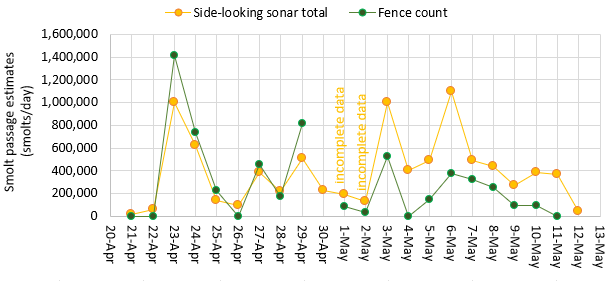 Side-looking sonar total
Fence count
Smolt passage estimates
(smolts/day)
1,600,000
1,400,000
1,200,000
1,000,000
800,000
600,000
400,000
200,000
0
incomplete data
incomplete data
20-Apr
21-Apr
22-Apr
23-Apr
24-Apr
25-Apr
26-Apr
27-Apr
28-Apr
29-Apr
30-Apr
1-May
2-May
3-May
4-May
5-May
6-May
7-May
8-May
9-May
10-May
11-May
12-May
13-May